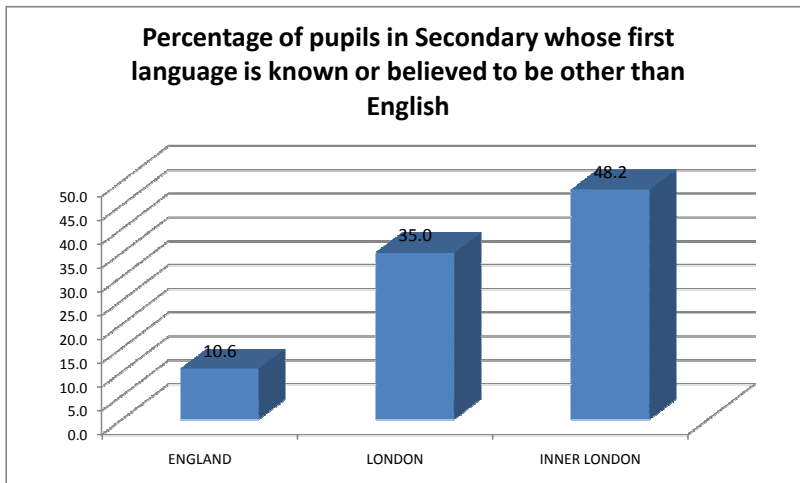 Percentage of pupils in Secondary whose first
language is known or believed to be other than
English
50.0
45.0
40.0
35.0
30.0
25.0
20.0
15.0
10.0
5.0
0.0
10.6
35.0
48.2
ENGLAND
LONDON
INNER LONDON